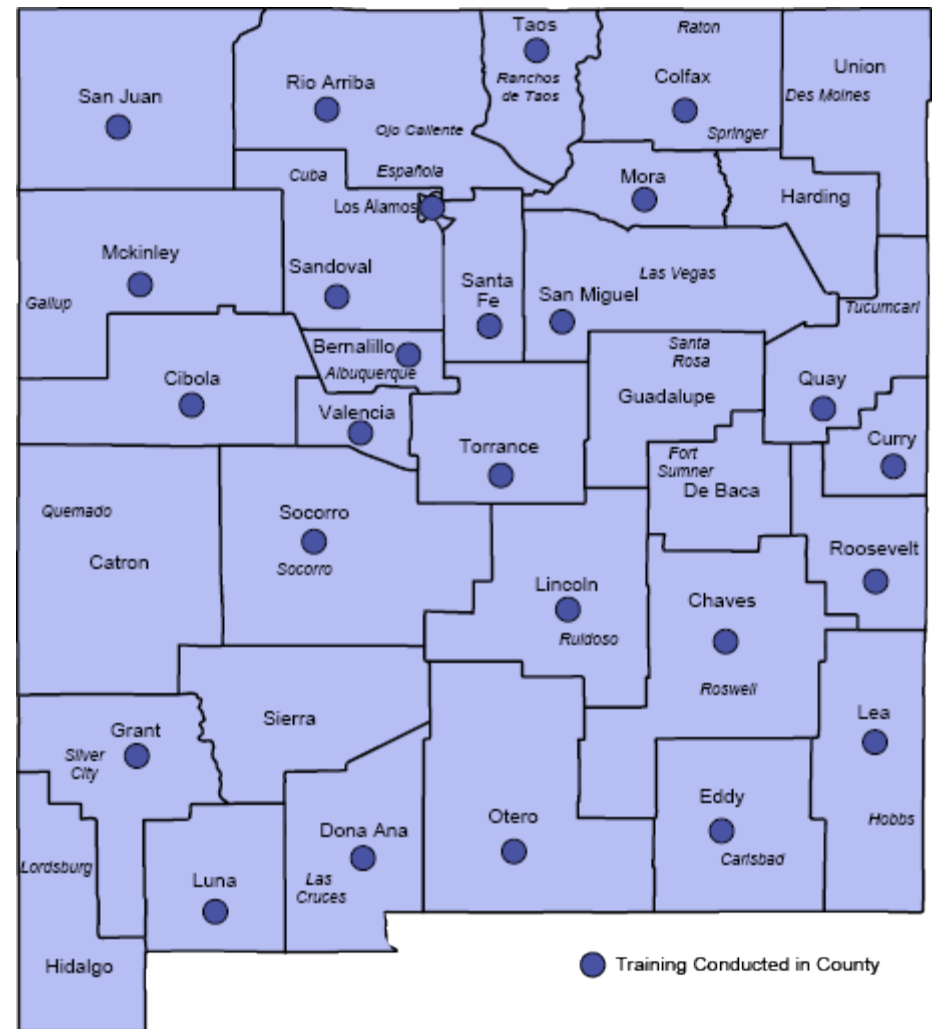 Taos
Raton
Union
Colfax
San Juan
Rio Arriba
Ranchos
de Taos
Des Moines
Ojo Caliente
Springer
Cuba
Española
Mora
Harding
Los Alamos
Mckinley
Sandoval
Las Vegas
Santa
Fe
San Miguel
Gallup
Tucumcari
Bernalillo
Albuquerque
Santa
Rosa
Cibola
Quay
Guadalupe
Valencia
Torrance
Curry
Fort
Sumner
De Baca
Quemado
Socorro
Roosevelt
Catron
Socorro
Lincoln
Chaves
Ruidoso
Roswell
Sierra
Lea
Grant
Silver
City
Eddy
Hobbs
Otero
Dona Ana
Carlsbad
Lordsburg
Luna
Las
Cruces
Hidalgo
Training Conducted in County